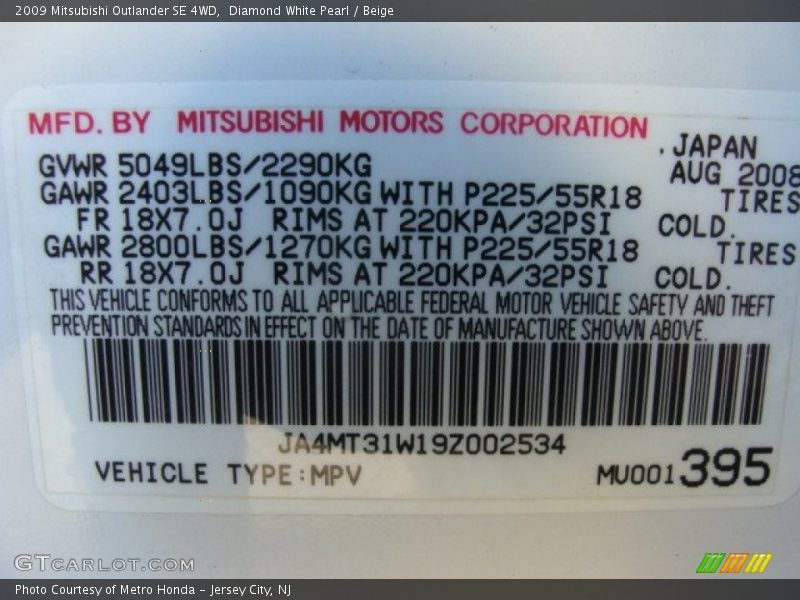 2009 Mitsubishi Outlander SE 4WD,  Diamond White Pearl / Beige
MFD. BY MITSUBISHI MOTORS CORPORATION
JAPAN
GVWR 5049LBS/2290KG AUG 2008
GAWR 2403LBS/1090KG WITH P225/55R18 TIRES
FR 18X7.0J RIMS AT 220KPA/32PSI COLD.
GAWR 2800LBS/1270KG WITH P225/55R18 TIRES
RR 18X7.0J RIMS AT 220KPA/32PSI COLD.
THIS VEHICLE CONFORMS TO ALL APPLICABLE FEDERAL MOTOR VEHICLE SAFETY AND THEFT
PREVENTION STANDARDS IN EFFECT ON THE DATE OF MANUFACTURE SHOWN ABOVE.
JA4MT31W19Z002534
VEHICLE TYPE:MPV MU001 395
GTCARLOT.COM
Photo Courtesy of Metro Honda – Jersey City, NJ